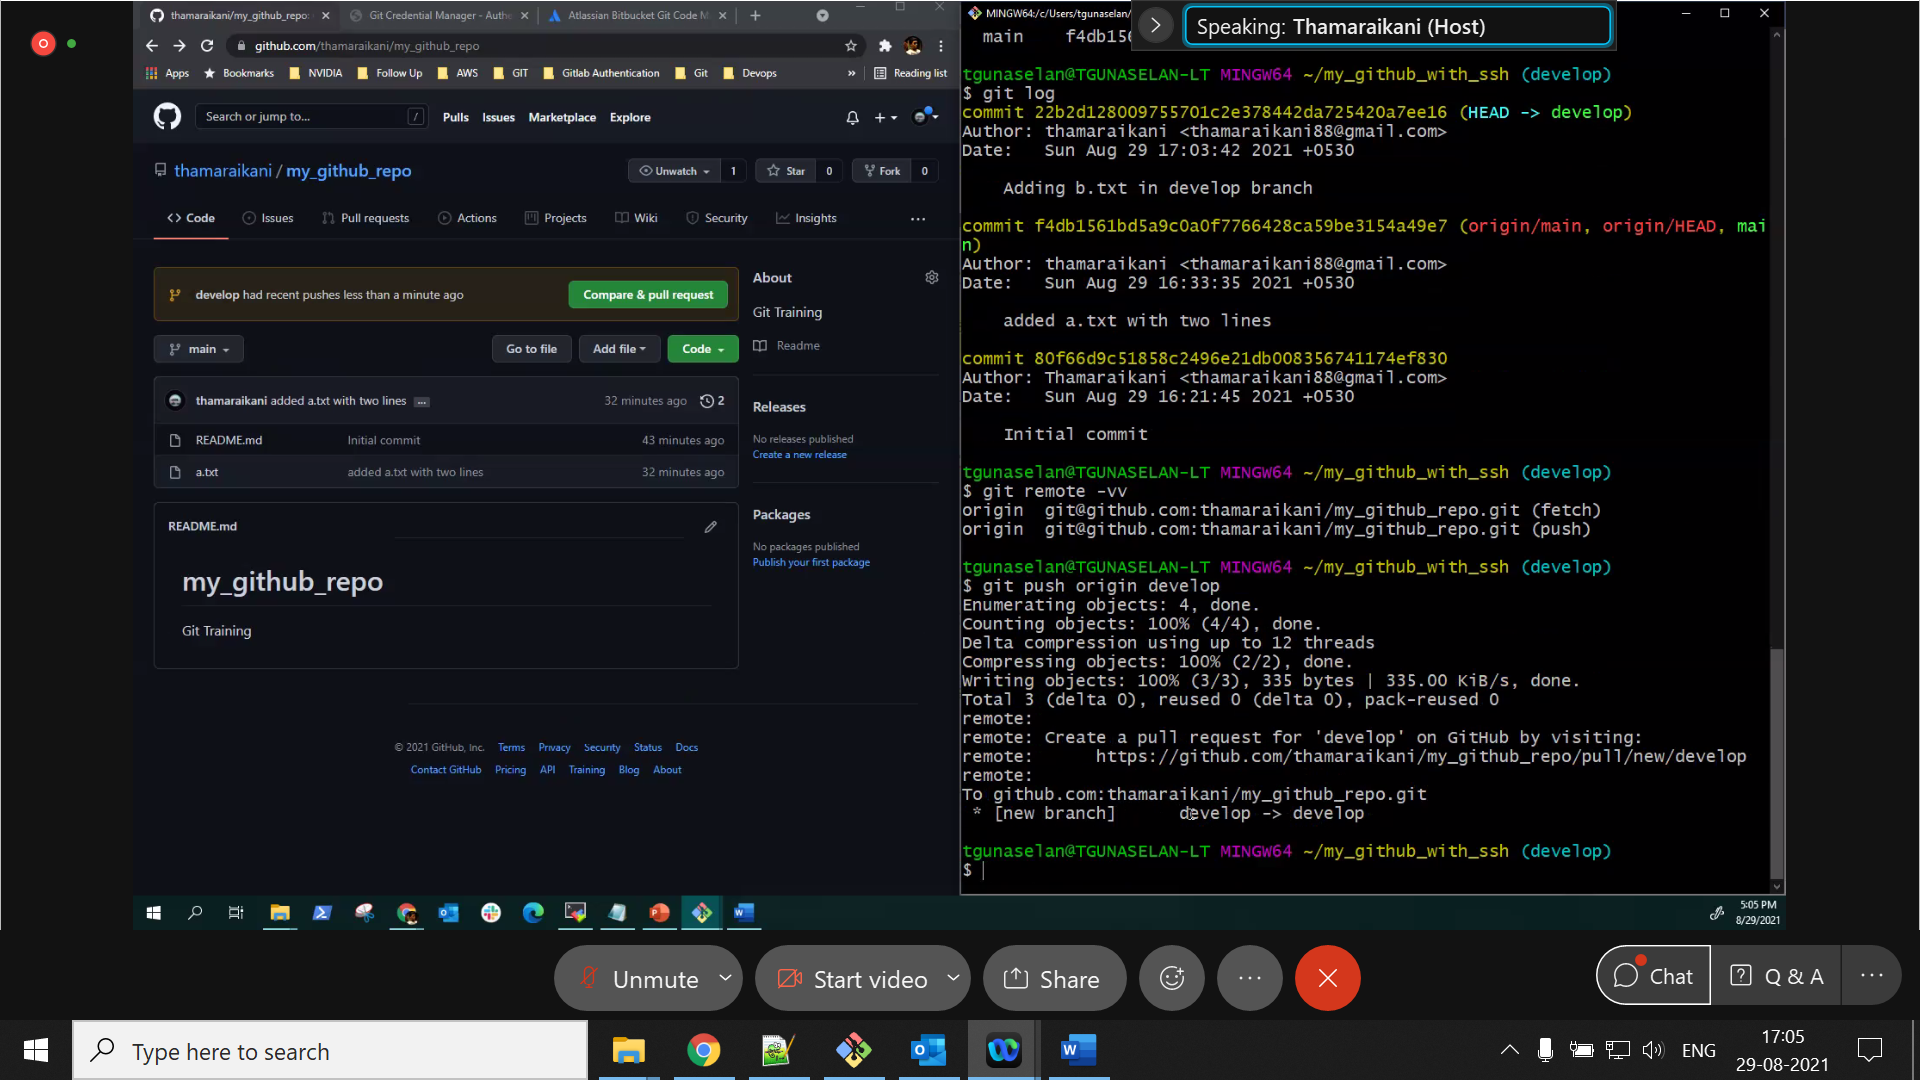 thamaraikani/my_github_repo:
Git Credential Manager - Authe
Atlassian Bitbucket Git Code M
github.com/thamaraikani/my_github_repo
Apps
Bookmarks
NVIDIA
Follow Up
AWS
GIT
Gitlab Authentication
Git
Devops
»
Reading list
Search or jump to...
/
Pulls
Issues
Marketplace
Explore
thamaraikani / my_github_repo
Unwatch
1
Star
0
Fork
0
<> Code
Issues
Pull requests
Actions
Projects
Wiki
Security
Insights
...
develop had recent pushes less than a minute ago
Compare & pull request
main
Go to file
Add file
Code
thamaraikani added a.txt with two lines ...
32 minutes ago
2
README.md
Initial commit
43 minutes ago
a.txt
added a.txt with two lines
32 minutes ago
README.md
my_github_repo
Git Training
About
Git Training
Readme
Releases
No releases published
Create a new release
Packages
No packages published
Publish your first package
© 2021 GitHub, Inc.
Terms
Privacy
Security
Status
Docs
Contact GitHub
Pricing
API
Training
Blog
About
MINGW64:/c/Users/tgunaselan/
Speaking: Thamaraikani (Host)
main    f4db156
tgunaselan@TGUNASELAN-LT MINGW64 ~/my_github_with_ssh (develop)
$ git log
commit 22b2d128009755701c2e378442da725420a7ee16 (HEAD -> develop)
Author: thamaraikani <thamaraikani88@gmail.com>
Date:   Sun Aug 29 17:03:42 2021 +0530
Adding b.txt in develop branch
commit f4db1561bd5a9c0a0f7766428ca59be3154a49e7 (origin/main, origin/HEAD, mai
n)
Author: thamaraikani <thamaraikani88@gmail.com>
Date:   Sun Aug 29 16:33:35 2021 +0530
added a.txt with two lines
commit 80f66d9c51858c2496e21db008356741174ef830
Author: Thamaraikani <thamaraikani88@gmail.com>
Date:   Sun Aug 29 16:21:45 2021 +0530
Initial commit
tgunaselan@TGUNASELAN-LT MINGW64 ~/my_github_with_ssh (develop)
$ git remote -vv
origin  git@github.com:thamaraikani/my_github_repo.git (fetch)
origin  git@github.com:thamaraikani/my_github_repo.git (push)
tgunaselan@TGUNASELAN-LT MINGW64 ~/my_github_with_ssh (develop)
$ git push origin develop
Enumerating objects: 4, done.
Counting objects: 100% (4/4), done.
Delta compression using up to 12 threads
Compressing objects: 100% (2/2), done.
Writing objects: 100% (3/3), 335 bytes | 335.00 KiB/s, done.
Total 3 (delta 0), reused 0 (delta 0), pack-reused 0
remote:
remote: Create a pull request for 'develop' on GitHub by visiting:
remote:      https://github.com/thamaraikani/my_github_repo/pull/new/develop
remote:
To github.com:thamaraikani/my_github_repo.git
* [new branch]      develop -> develop
tgunaselan@TGUNASELAN-LT MINGW64 ~/my_github_with_ssh (develop)
$
5:05 PM
8/29/2021
Unmute
Start video
Share
...
Chat
Q & A
...
Type here to search
ENG
17:05
29-08-2021